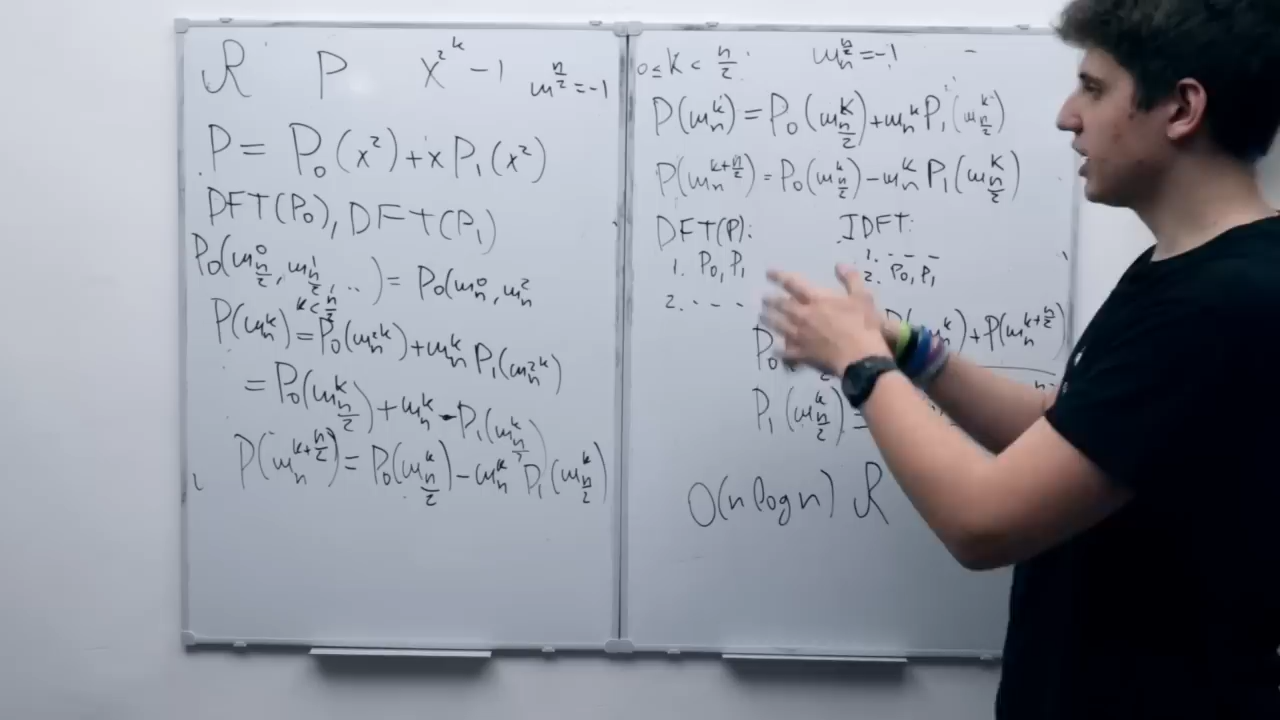 R P x^{2^k} - 1 ω^{n/2} = -1
P = P_0(x^2) + x P_1(x^2)
DFT(P_0), DFT(P_1)
P_0(ω_{n/2}^0, ω_{n/2}^1, ..) = P_0(ω_n^0, ω_n^2
k < n/2
P(ω_n^k) = P_0(ω_n^{2k}) + ω_n^k P_1(ω_n^{2k})
= P_0(ω_{n/2}^k) + ω_n^k P_1(ω_{n/2}^k)
P(ω_n^{k+n/2}) = P_0(ω_{n/2}^k) - ω_n^k P_1(ω_{n/2}^k)
0 ≤ k < n/2 : ω_n^{n/2} = -1
P(ω_n^k) = P_0(ω_{n/2}^k) + ω_n^k P_1(ω_{n/2}^k)
P(ω_n^{k+n/2}) = P_0(ω_{n/2}^k) - ω_n^k P_1(ω_{n/2}^k)
DFT(P):
1. P_0, P_1
2. - - -
IDFT:
1. - - -
2. P_0, P_1
P_0 ) + P(ω_n^{k+n/2})
P_1(ω_{n/2}^k) =
O(n log n) R